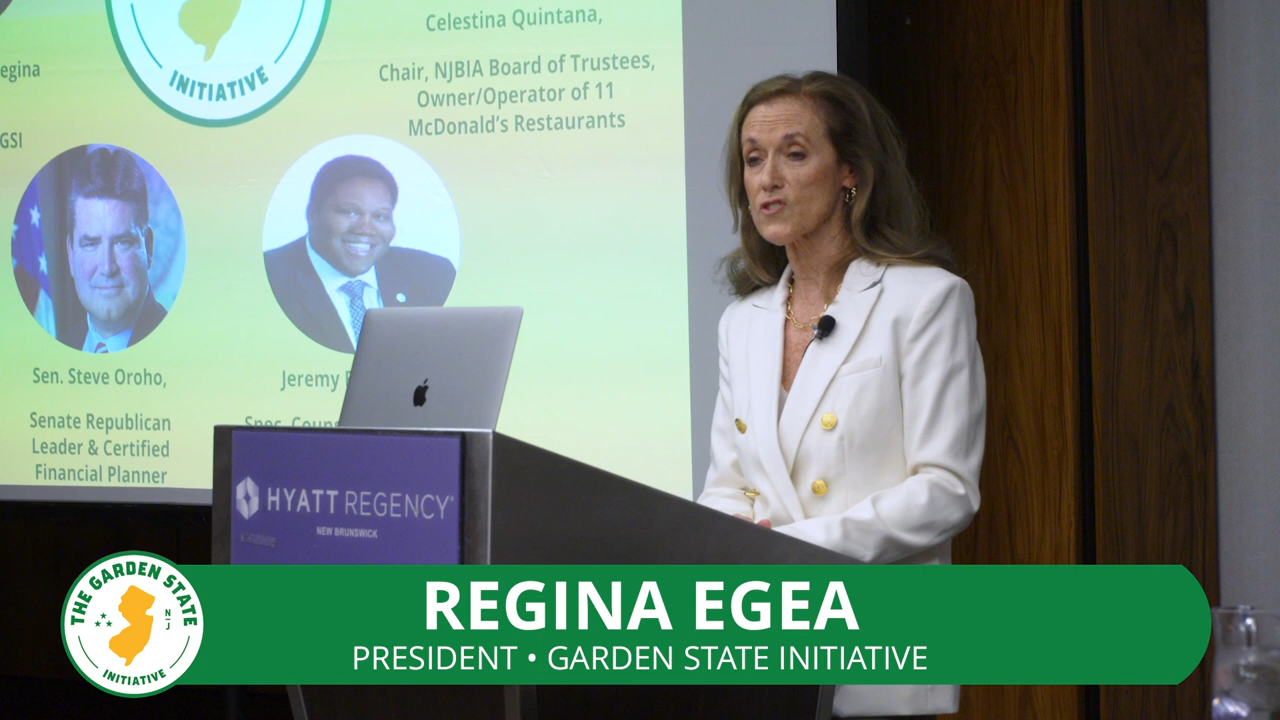 INITIATIVE
Celestina Quintana,
Chair, NJBIA Board of Trustees,
Owner/Operator of 11
McDonald's Restaurants
egina
GSI
Sen. Steve Oroho,
Senate Republican
Leader & Certified
Financial Planner
Jeremy
HYATT REGENCY
NEW BRUNSWICK
THE GARDEN STATE
NJ
INITIATIVE
REGINA EGEA
PRESIDENT • GARDEN STATE INITIATIVE